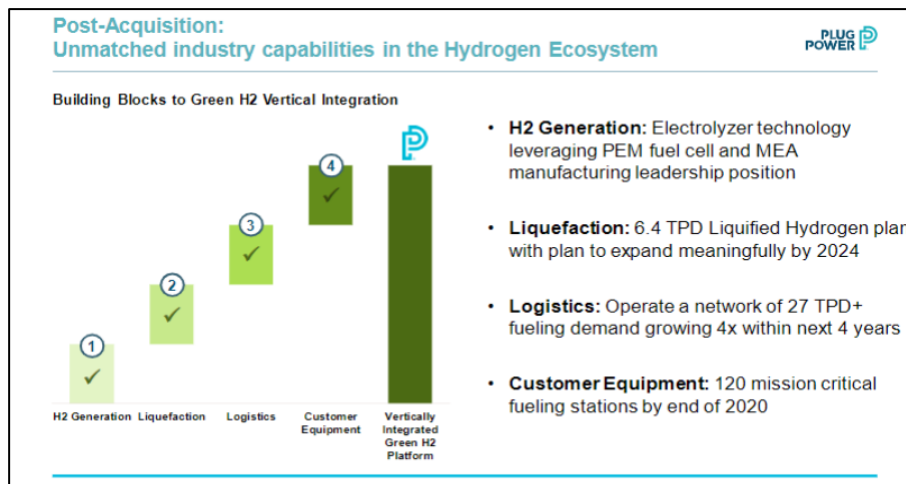 Post-Acquisition:
Unmatched industry capabilities in the Hydrogen Ecosystem
PLUG
POWER
Building Blocks to Green H2 Vertical Integration
4
3
2
1
H2 Generation
Liquefaction
Logistics
Customer
Equipment
Vertically
Integrated
Green H2
Platform
• H2 Generation: Electrolyzer technology
leveraging PEM fuel cell and MEA
manufacturing leadership position
• Liquefaction: 6.4 TPD Liquified Hydrogen plan
with plan to expand meaningfully by 2024
• Logistics: Operate a network of 27 TPD+
fueling demand growing 4x within next 4 years
• Customer Equipment: 120 mission critical
fueling stations by end of 2020